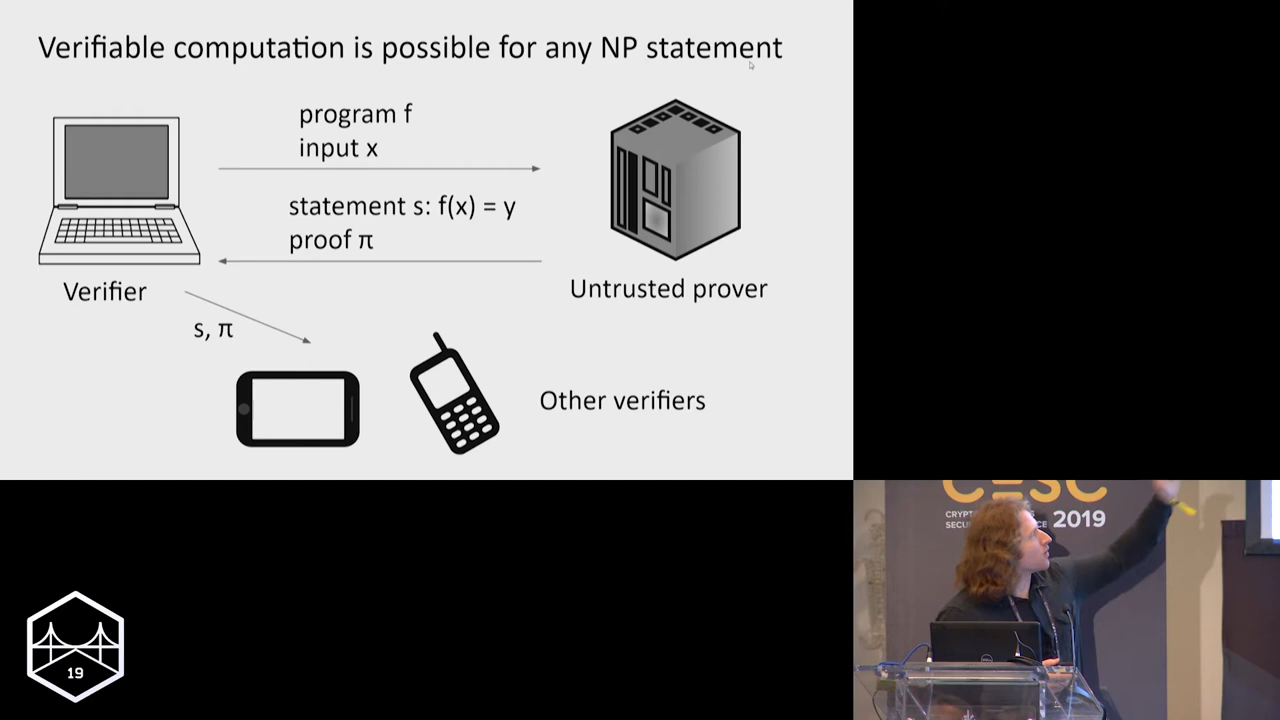 Verifiable computation is possible for any NP statement
program f
input x
statement s: f(x) = y
proof π
Verifier
Untrusted prover
s, π
Other verifiers
CESC
2019
19